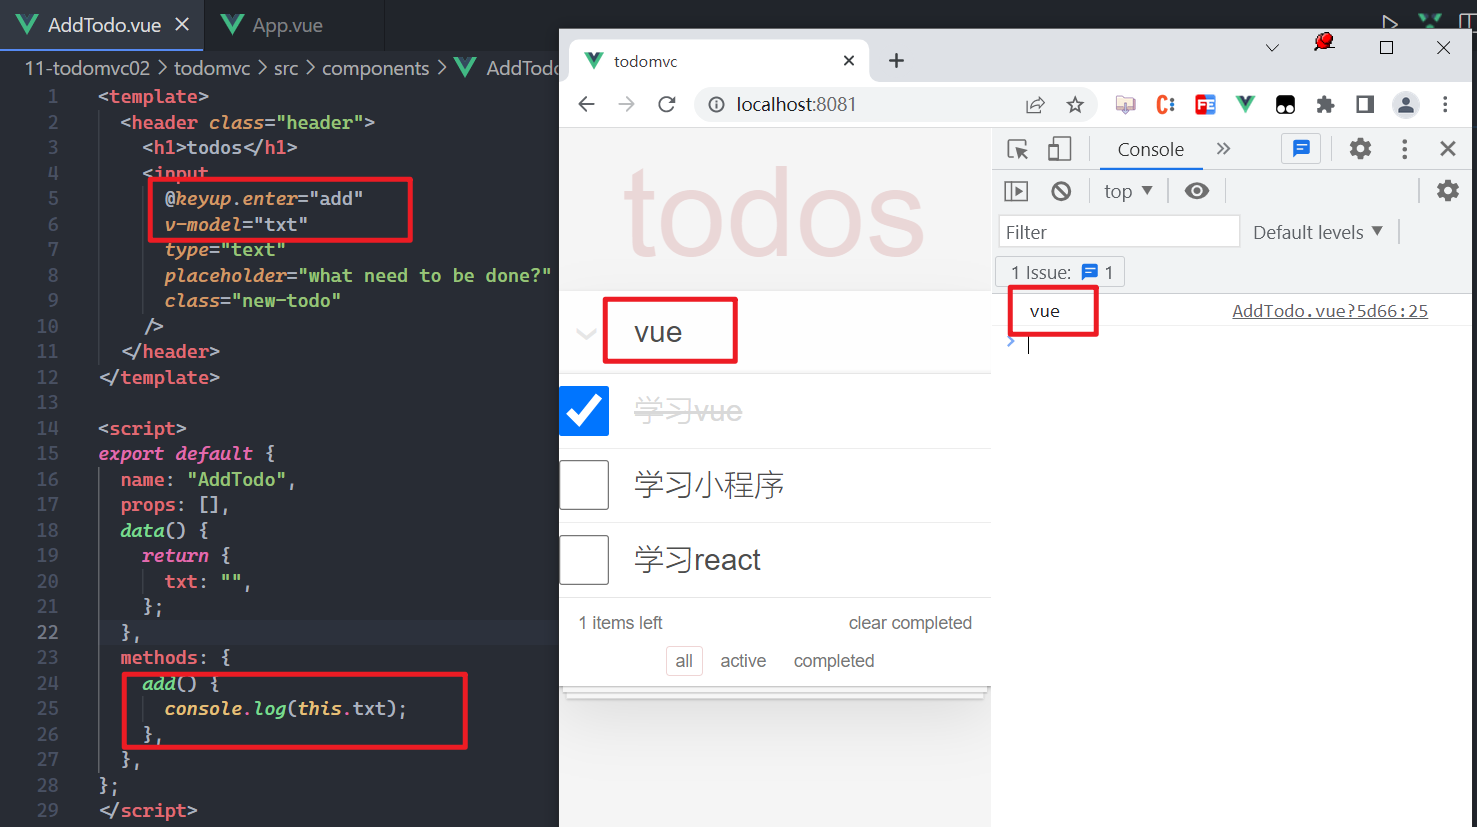 AddTodo.vue
App.vue
11-todomvc02 > todomvc > src > components > AddTodo
1 <template>
2 <header class="header">
3 <h1>todos</h1>
4 <input
5 @keyup.enter="add"
6 v-model="txt"
7 type="text"
8 placeholder="what need to be done?"
9 class="new-todo"
10 />
11 </header>
12 </template>
13
14 <script>
15 export default {
16 name: "AddTodo",
17 props: [],
18 data() {
19 return {
20 txt: "",
21 };
22 },
23 methods: {
24 add() {
25 console.log(this.txt);
26 },
27 },
28 };
29 </script>
todomvc
localhost:8081
todos
vue
学习vue
学习小程序
学习react
1 items left
clear completed
all
active
completed
Console
top
Filter
Default levels
1 Issue: 1
vue
AddTodo.vue?5d66:25